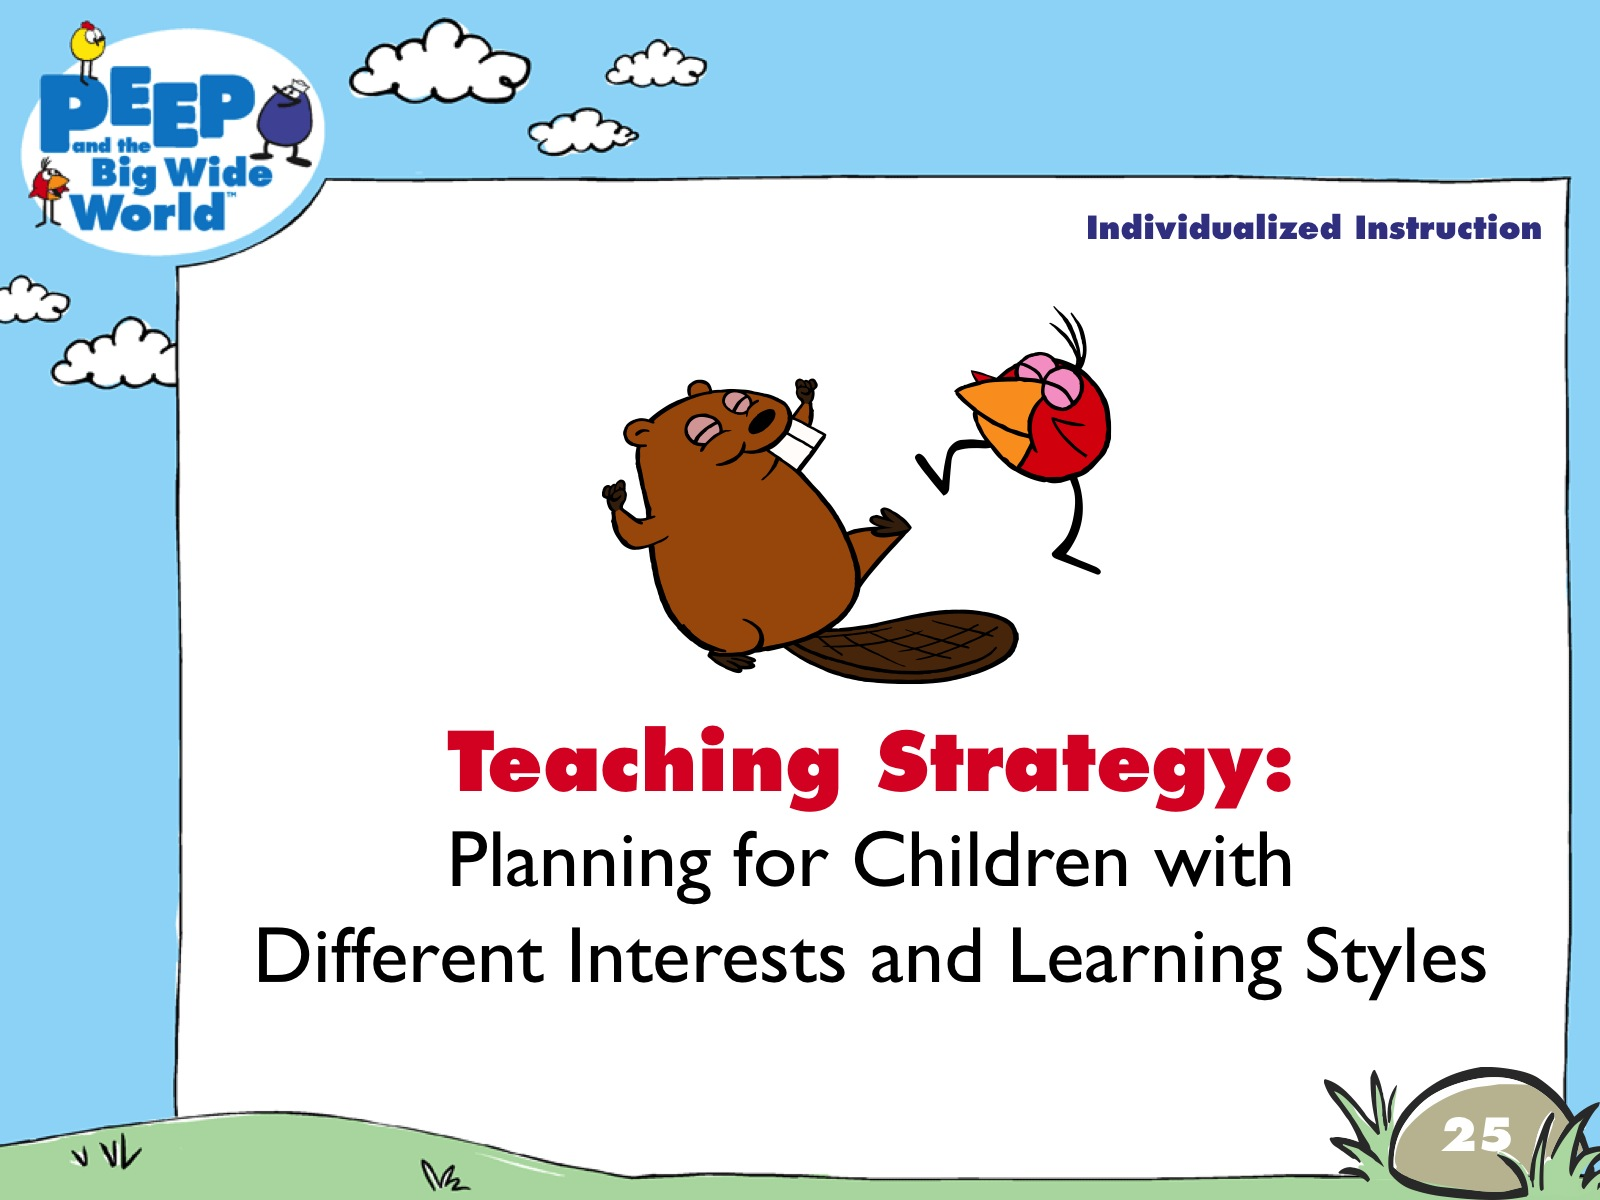 PEEP
and the
Big Wide
World™
Individualized Instruction
Teaching Strategy:
Planning for Children with
Different Interests and Learning Styles
25